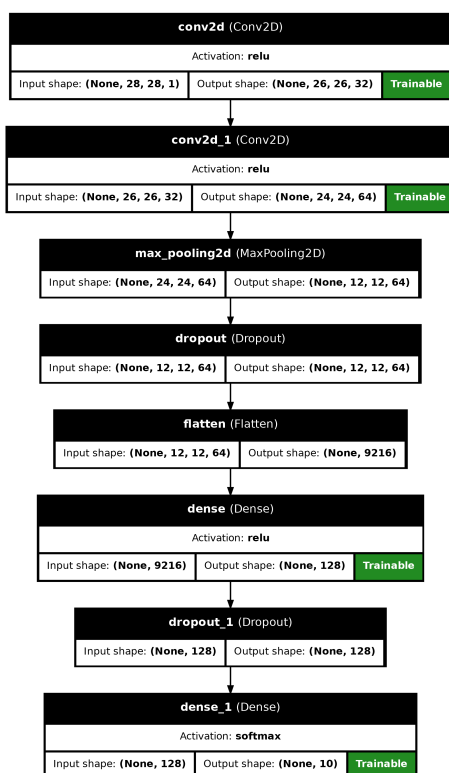 conv2d (Conv2D)
Activation: relu
Input shape: (None, 28, 28, 1) Output shape: (None, 26, 26, 32) Trainable
conv2d_1 (Conv2D)
Activation: relu
Input shape: (None, 26, 26, 32) Output shape: (None, 24, 24, 64) Trainable
max_pooling2d (MaxPooling2D)
Input shape: (None, 24, 24, 64) Output shape: (None, 12, 12, 64)
dropout (Dropout)
Input shape: (None, 12, 12, 64) Output shape: (None, 12, 12, 64)
flatten (Flatten)
Input shape: (None, 12, 12, 64) Output shape: (None, 9216)
dense (Dense)
Activation: relu
Input shape: (None, 9216) Output shape: (None, 128) Trainable
dropout_1 (Dropout)
Input shape: (None, 128) Output shape: (None, 128)
dense_1 (Dense)
Activation: softmax
Input shape: (None, 128) Output shape: (None, 10) Trainable